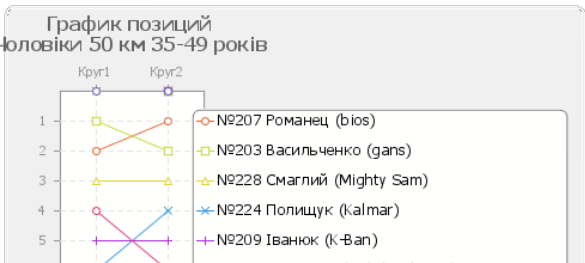 График позиций
Чоловіки 50 км 35-49 років
Круг1 Круг2
1 №207 Романец (bios)
2 №203 Васильченко (gans)
3 №228 Смаглий (Mighty Sam)
4 №224 Полищук (Kalmar)
5 №209 Іванюк (K-Ban)